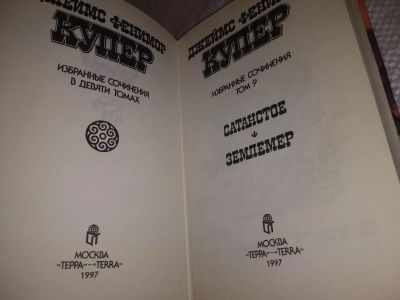 ДЖЕЙМС ФЕНИМОР
КУПЕР
ИЗБРАННЫЕ СОЧИНЕНИЯ
В ДЕВЯТИ ТОМАХ
МОСКВА
«ТЕРРА»—«TERRA»
1997
ДЖЕЙМС ФЕНИМОР
КУПЕР
ИЗБРАННЫЕ СОЧИНЕНИЯ
ТОМ 9
САТАНСТОЕ
ЗЕМЛЕМЕР
МОСКВА
«ТЕРРА»—«TERRA»
1997